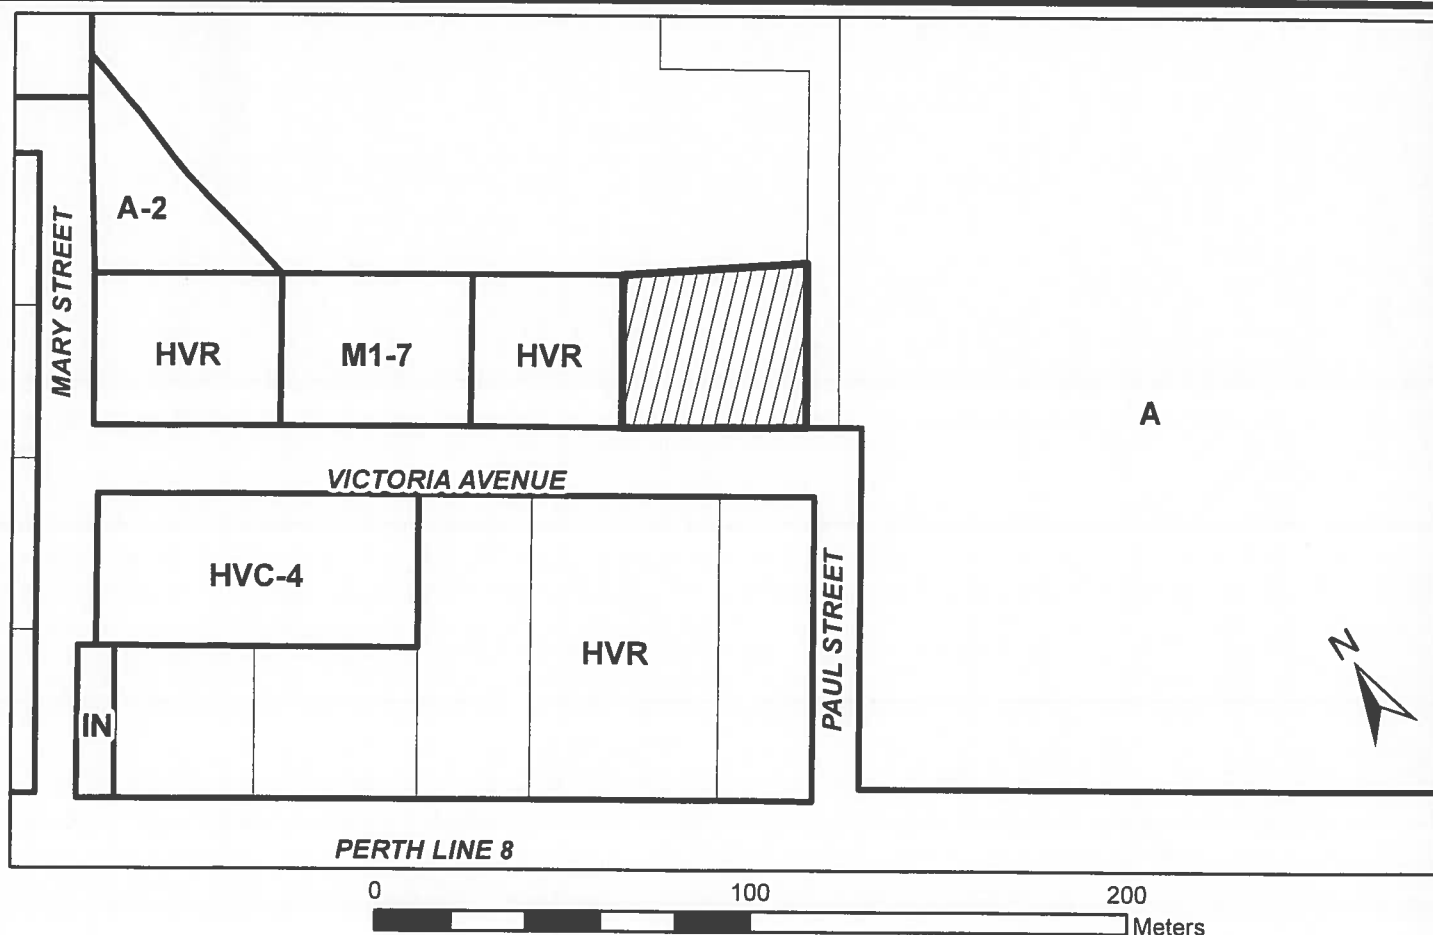 A-2
MARY STREET
HVR
M1-7
HVR
A
VICTORIA AVENUE
HVC-4
HVR
PAUL STREET
N
IN
PERTH LINE 8
0
100
200
Meters